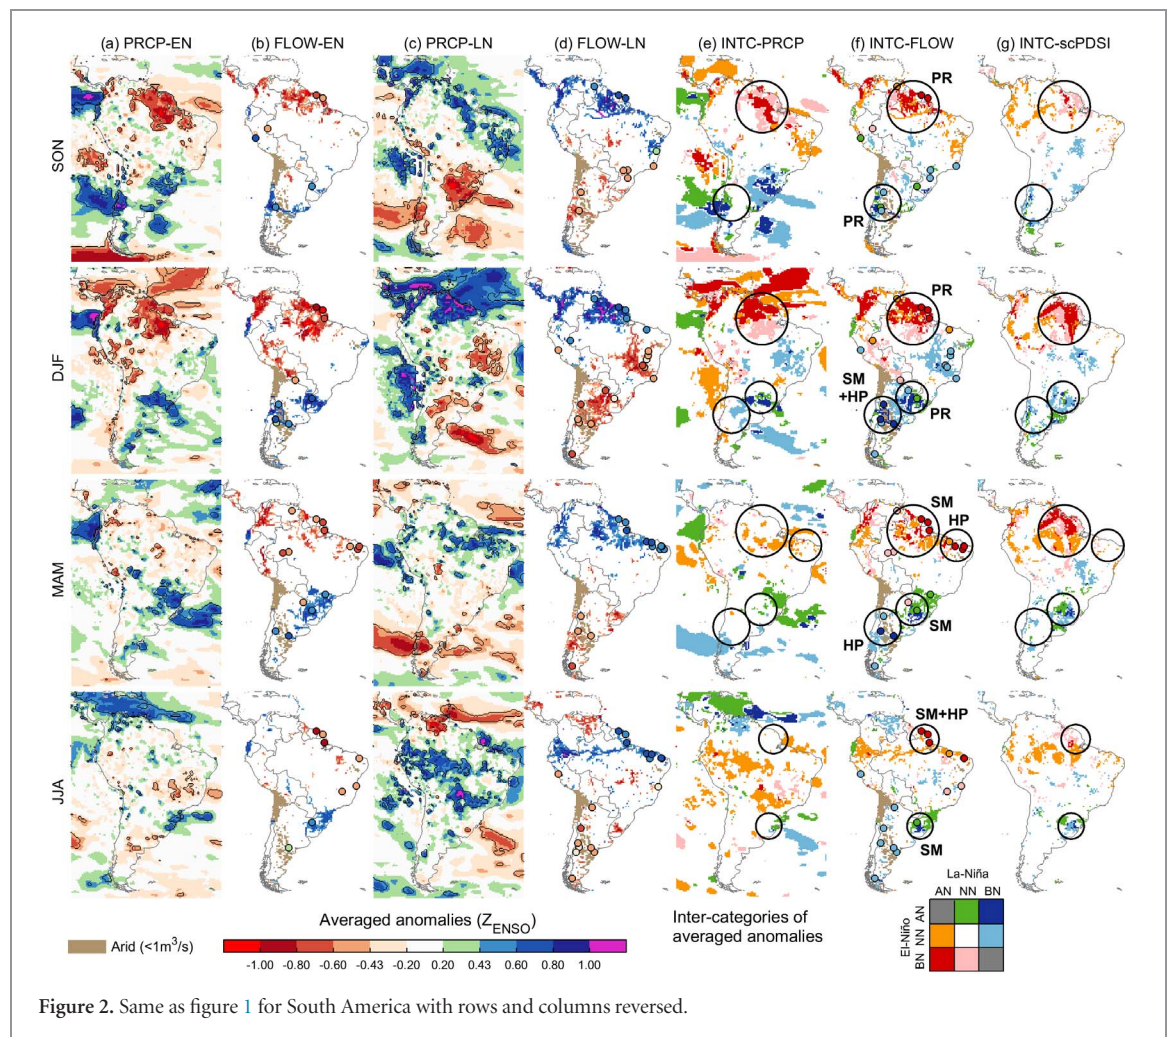 (a) PRCP-EN (b) FLOW-EN (c) PRCP-LN (d) FLOW-LN (e) INTC-PRCP (f) INTC-FLOW (g) INTC-scPDSI
SON
PR
PR
DJF
PR
SM
+HP
PR
MAM
SM
HP
SM
HP
JJA
SM+HP
SM
Arid (<1m³/s)
Averaged anomalies (Z_ENSO)
-1.00 -0.80 -0.60 -0.43 -0.20 0.20 0.43 0.60 0.80 1.00
Inter-categories of
averaged anomalies
La-Niña
AN NN BN
El-Niño
AN
NN
BN
Figure 2. Same as figure 1 for South America with rows and columns reversed.